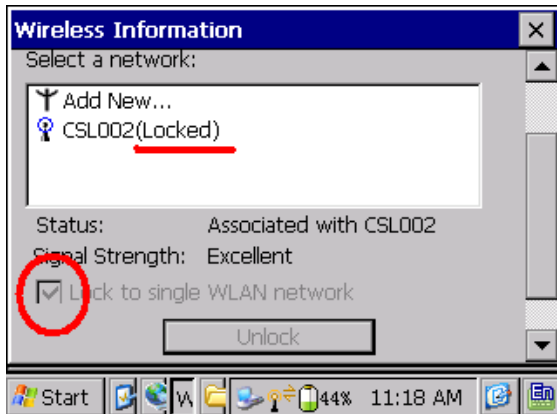 Wireless Information
Select a network:
Add New...
CSL002(Locked)
Status: Associated with CSL002
Signal Strength: Excellent
Lock to single WLAN network
Unlock
Start W 44% 11:18 AM En